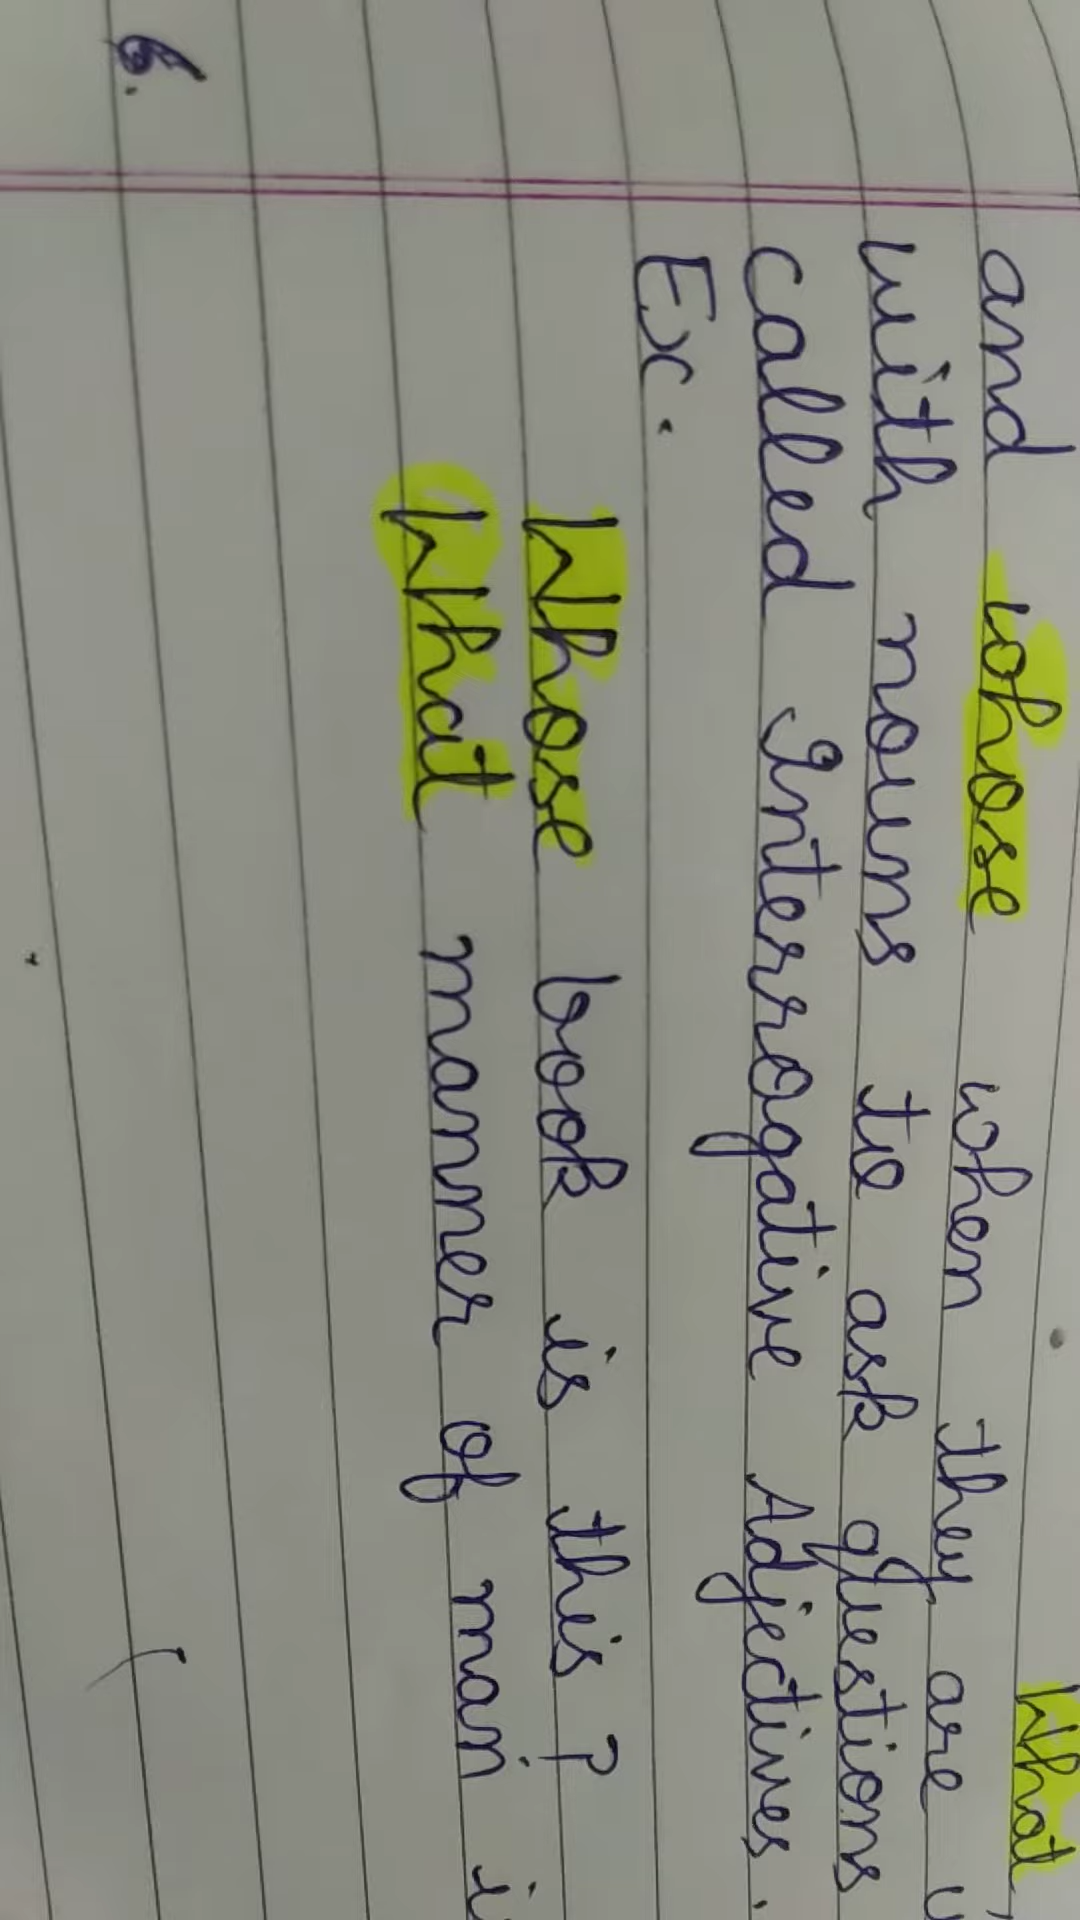 What
and whose when they are
with nouns to ask questions
called Interrogative Adjectives.
Ex.
Whose book is this?
What manner of man
6.